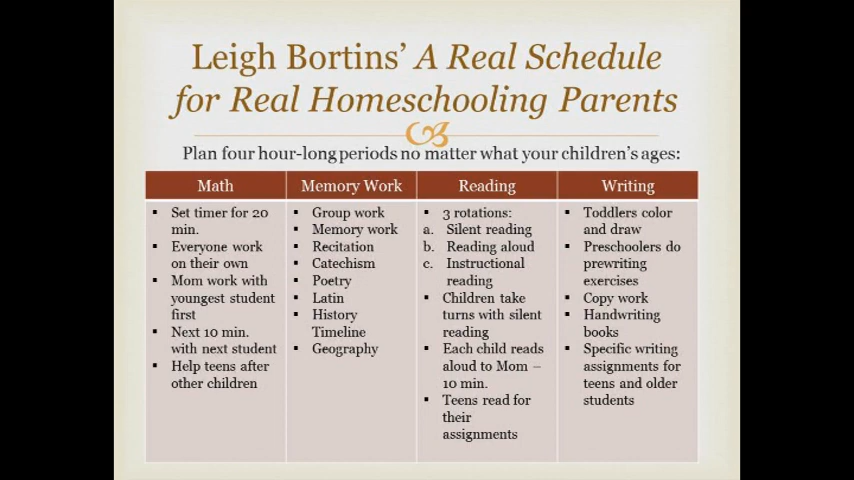 Leigh Bortins’ A Real Schedule
for Real Homeschooling Parents
Plan four hour-long periods no matter what your children’s ages:
Math
▪ Set timer for 20
min.
▪ Everyone work
on their own
▪ Mom work with
youngest student
first
▪ Next 10 min.
with next student
▪ Help teens after
other children
Memory Work
▪ Group work
▪ Memory work
▪ Recitation
▪ Catechism
▪ Poetry
▪ Latin
▪ History
Timeline
▪ Geography
Reading
▪ 3 rotations:
a. Silent reading
b. Reading aloud
c. Instructional
reading
▪ Children take
turns with silent
reading
▪ Each child reads
aloud to Mom –
10 min.
▪ Teens read for
their
assignments
Writing
▪ Toddlers color
and draw
▪ Preschoolers do
prewriting
exercises
▪ Copy work
▪ Handwriting
books
▪ Specific writing
assignments for
teens and older
students